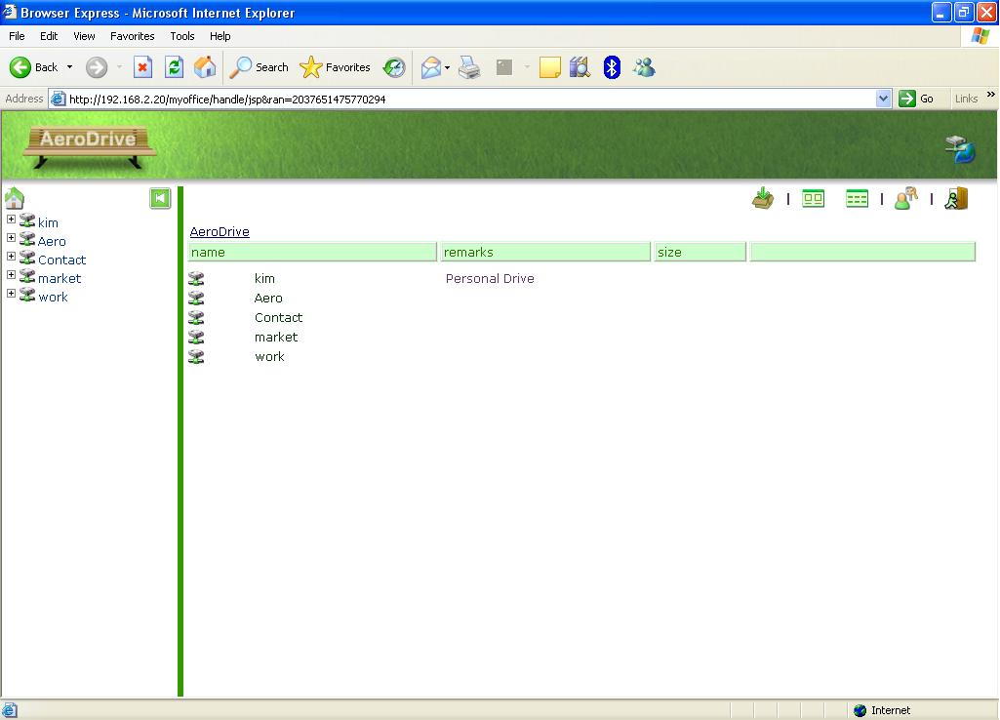 Browser Express - Microsoft Internet Explorer
File Edit View Favorites Tools Help
Back Search Favorites
Address http://192.168.2.20/myoffice/handle/jsp&ran=2037651475770294 Go Links »
AeroDrive
kim
Aero
Contact
market
work
AeroDrive
name remarks size
kim Personal Drive
Aero
Contact
market
work
Internet